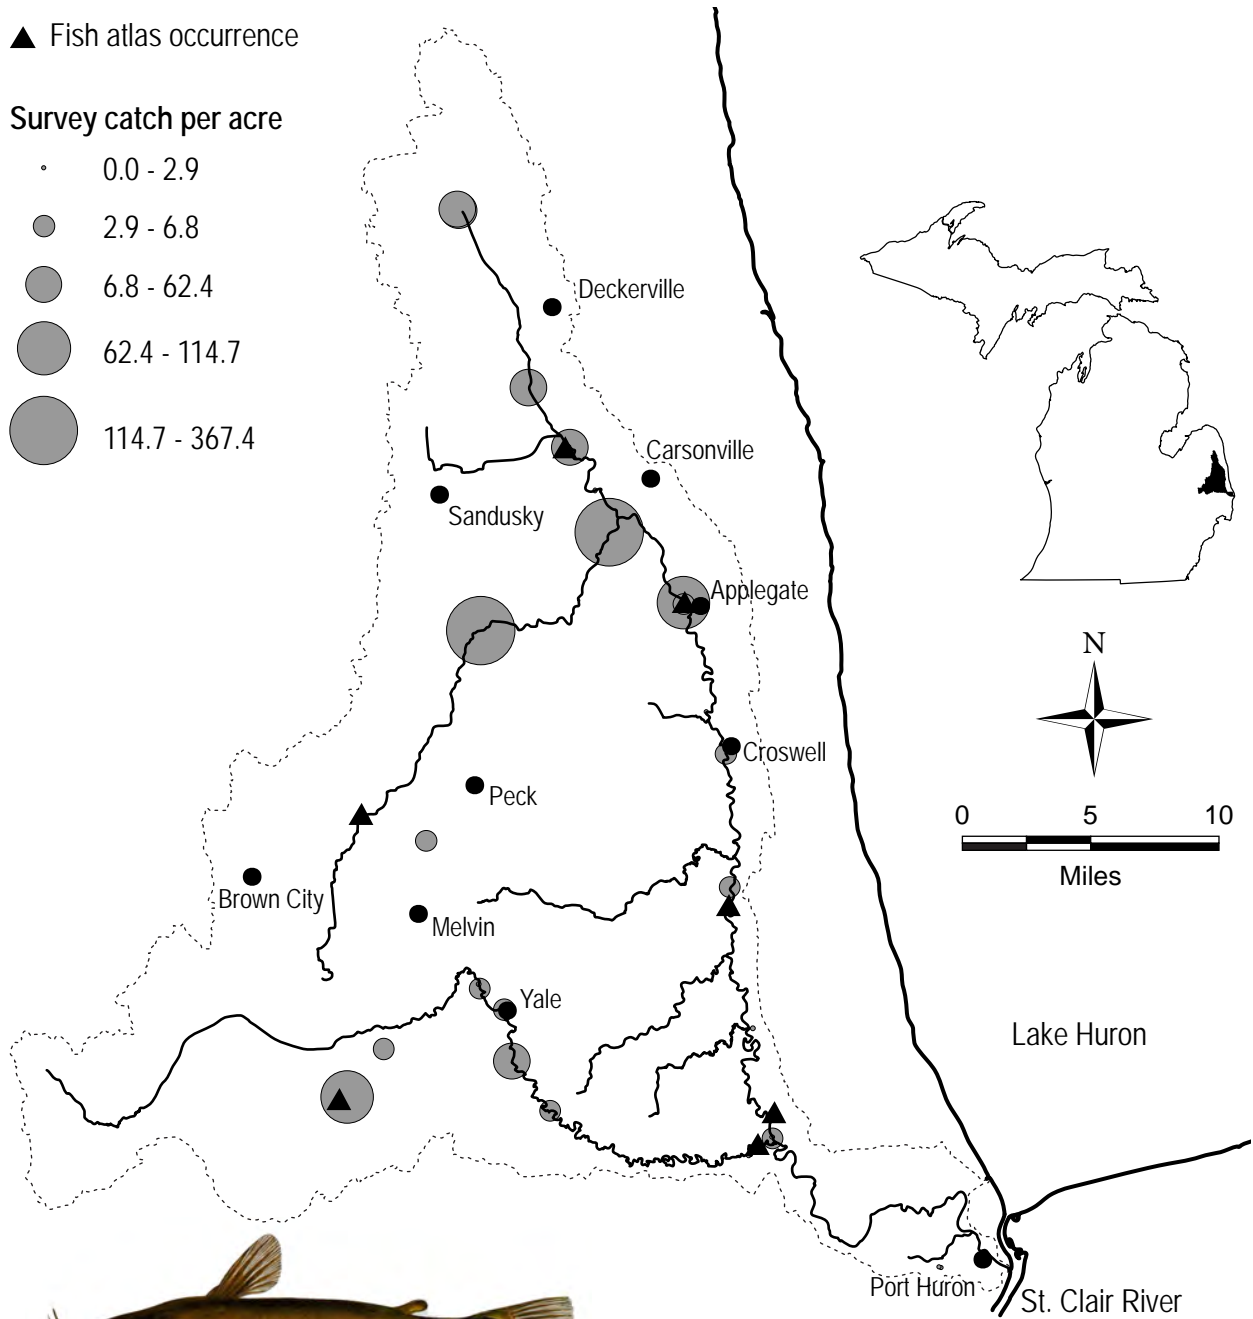 Fish atlas occurrence
Survey catch per acre
0.0 - 2.9
2.9 - 6.8
6.8 - 62.4
62.4 - 114.7
114.7 - 367.4
Deckerville
Carsonville
Sandusky
Applegate
N
Croswell
Peck
0 5 10
Miles
Brown City
Melvin
Yale
Lake Huron
Port Huron
St. Clair River